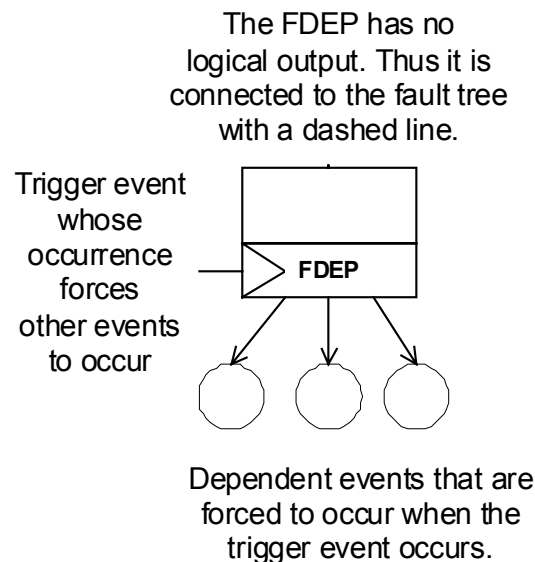 The FDEP has no
logical output. Thus it is
connected to the fault tree
with a dashed line.
Trigger event
whose
occurrence
forces
other events
to occur
FDEP
Dependent events that are
forced to occur when the
trigger event occurs.